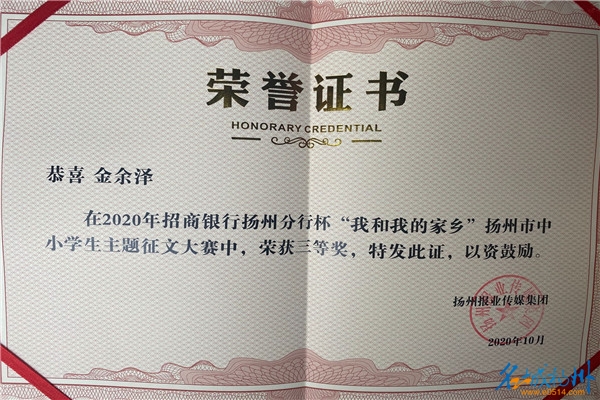 荣誉证书
HONORARY CREDENTIAL
恭喜 金余泽
在2020年招商银行扬州分行杯“我和我的家乡”扬州市中
小学生主题征文大赛中，荣获三等奖，特发此证，以资鼓励。
扬州报业传媒集团
2020年10月
www.e0514.com